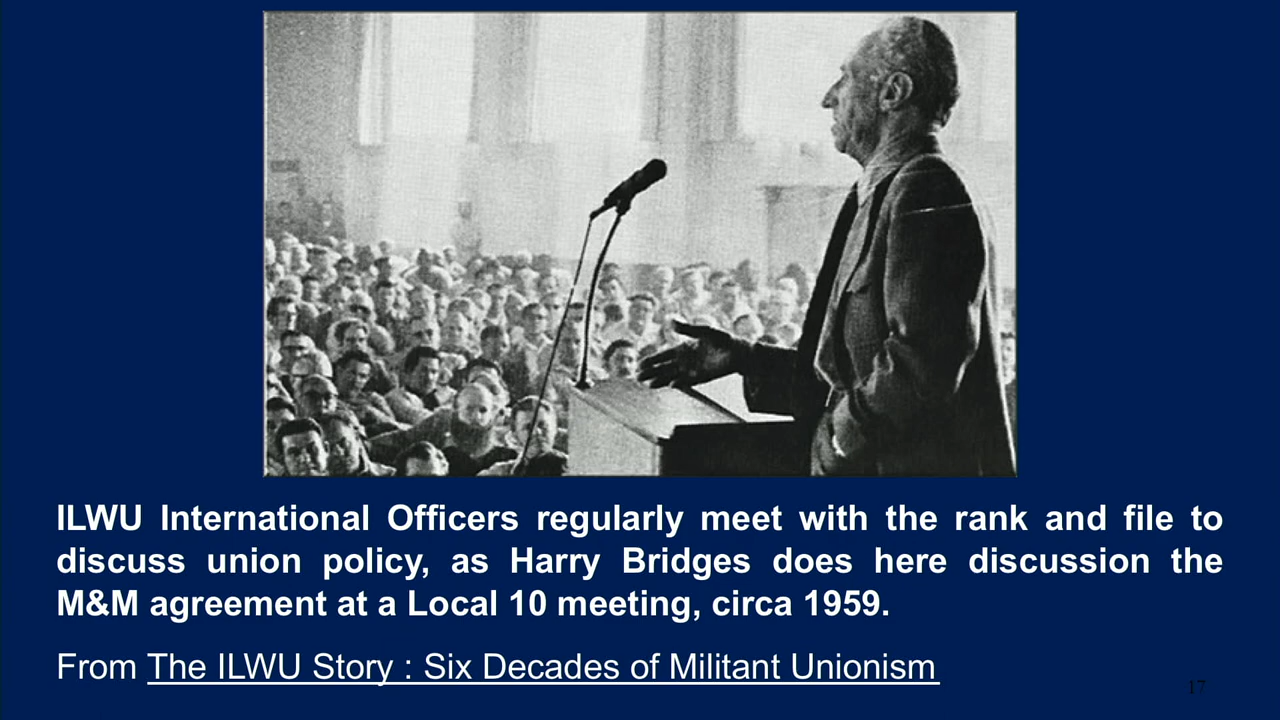 ILWU International Officers regularly meet with the rank and file to
discuss union policy, as Harry Bridges does here discussion the
M&M agreement at a Local 10 meeting, circa 1959.
From The ILWU Story : Six Decades of Militant Unionism
17